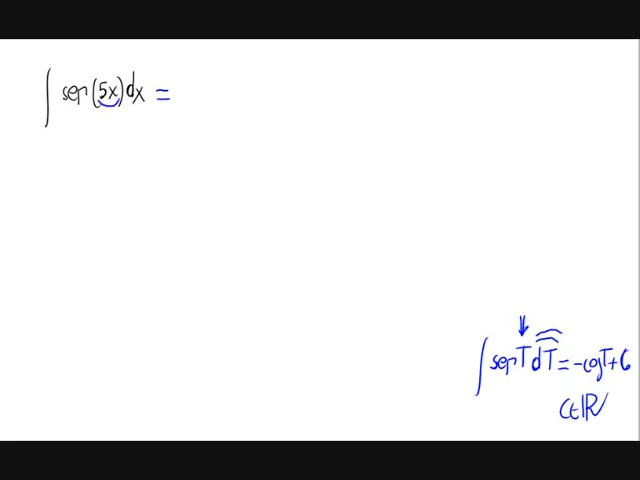 ∫ sen(5x)dx =
∫ senT dT = -cosT + C
C∈ℝ